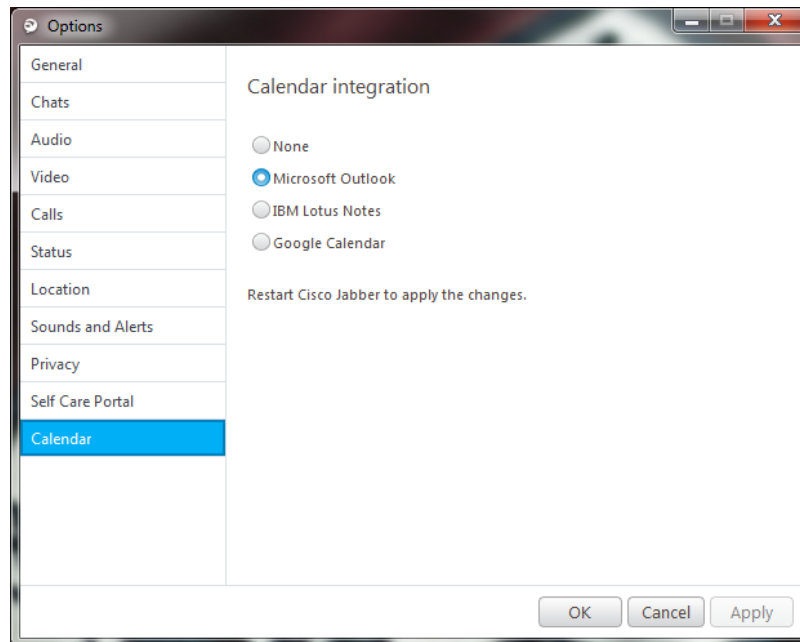 Options
General
Chats
Audio
Video
Calls
Status
Location
Sounds and Alerts
Privacy
Self Care Portal
Calendar
Calendar integration
None
Microsoft Outlook
IBM Lotus Notes
Google Calendar
Restart Cisco Jabber to apply the changes.
OK
Cancel
Apply